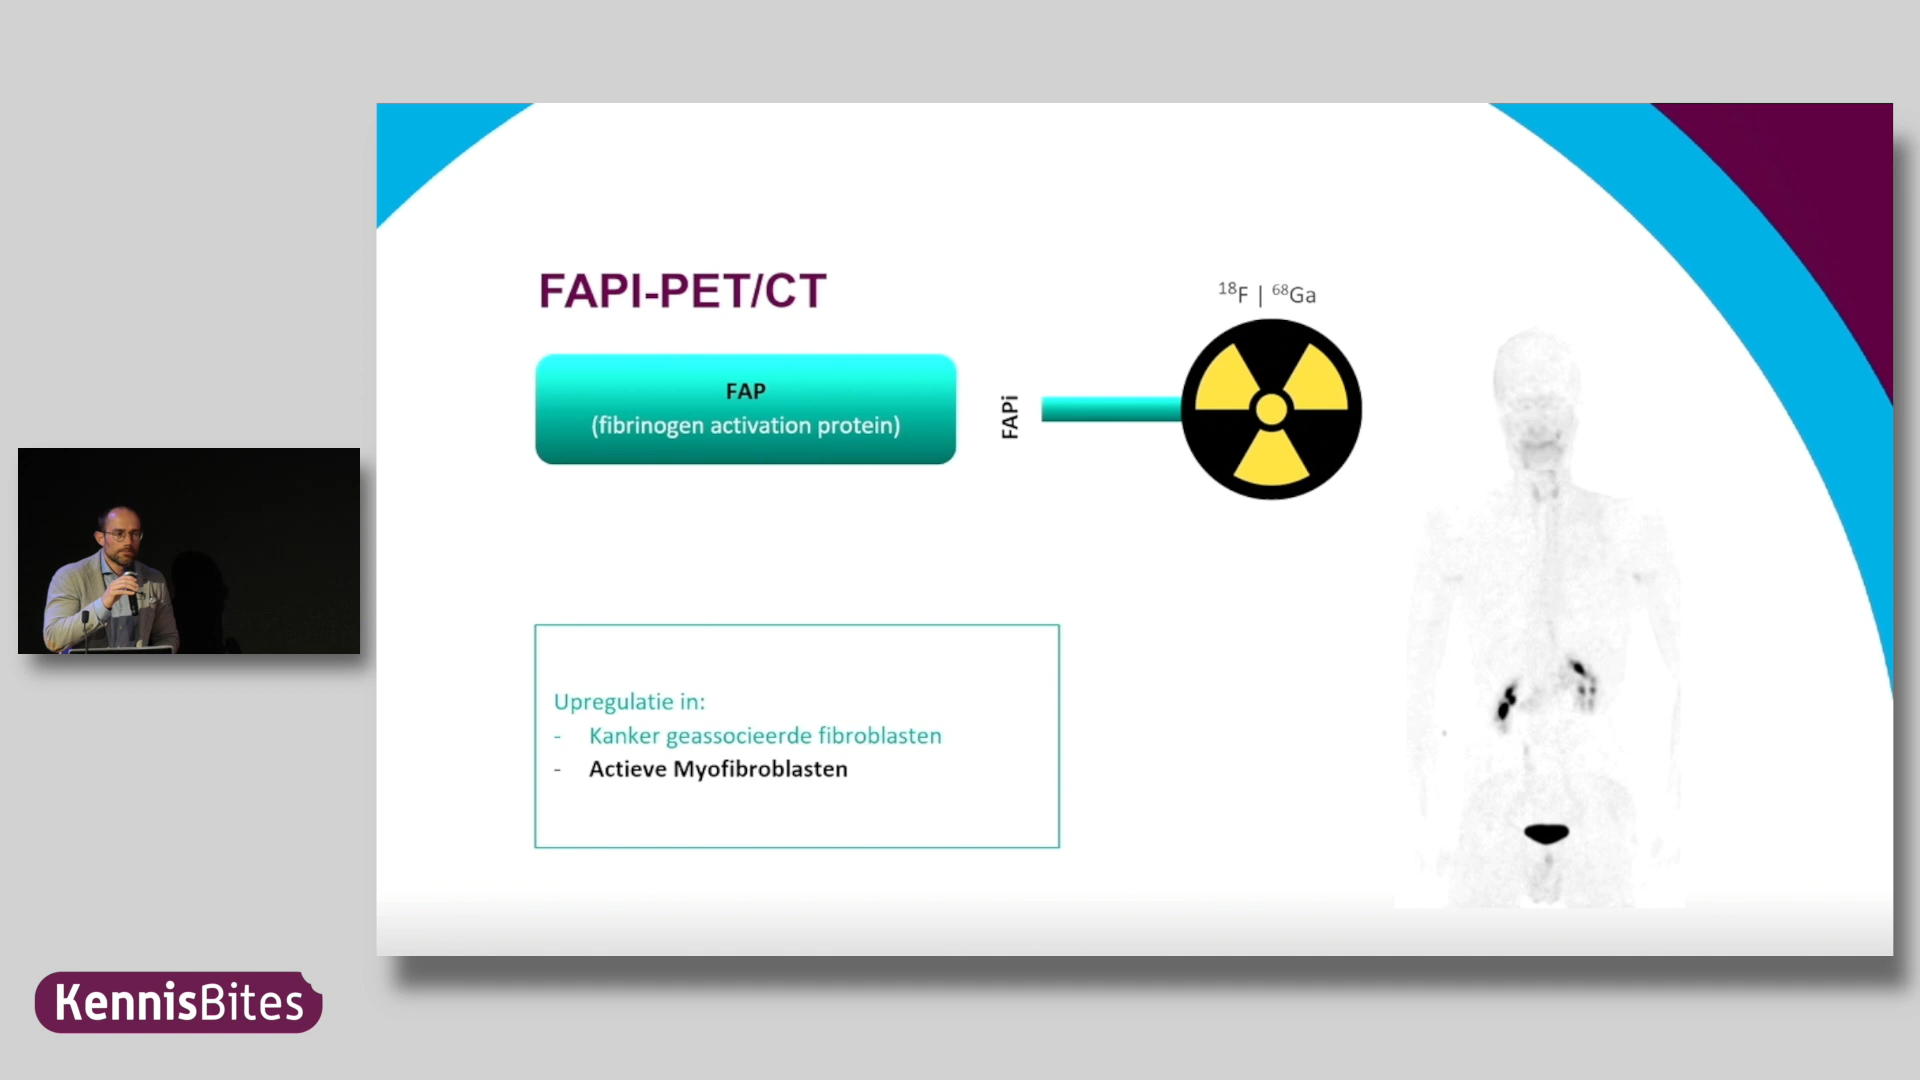 FAPI-PET/CT
¹⁸F | ⁶⁸Ga
FAP
(fibrinogen activation protein)
FAPi
Upregulatie in:
- Kanker geassocieerde fibroblasten
- Actieve Myofibroblasten
KennisBites